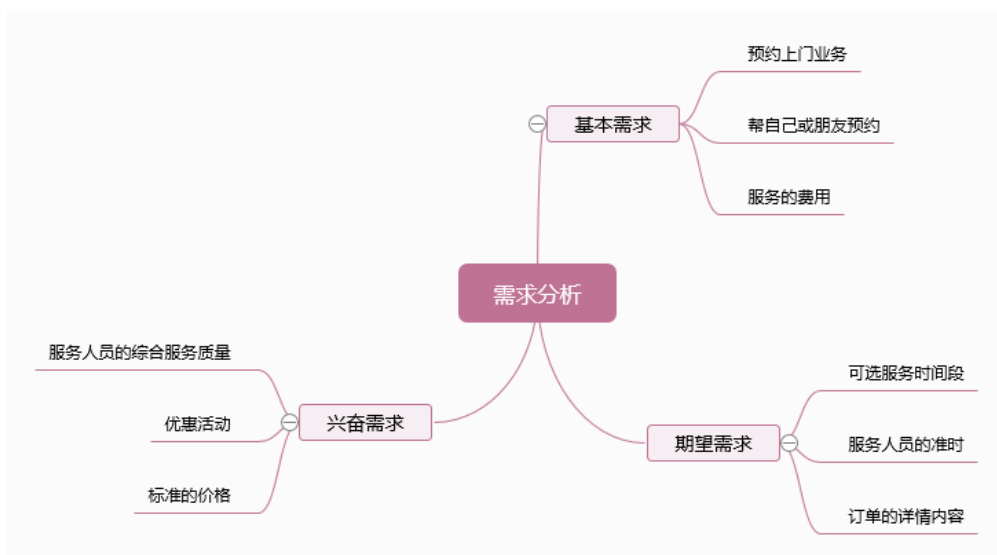 需求分析
基本需求
预约上门业务
帮自己或朋友预约
服务的费用
期望需求
可选服务时间段
服务人员的准时
订单的详情内容
兴奋需求
服务人员的综合服务质量
优惠活动
标准的价格